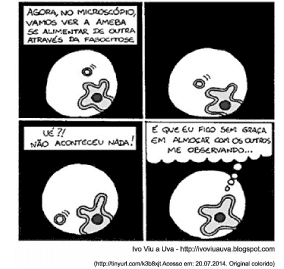 AGORA, NO MICROSCÓPIO,
VAMOS VER A AMEBA
SE ALIMENTAR DE OUTRA
ATRAVÉS DA FAGOCITOSE
UÉ?!
NÃO ACONTECEU NADA!
É QUE EU FICO SEM GRAÇA
EM ALMOÇAR COM OS OUTROS
ME OBSERVANDO...
Ivo Viu a Uva - http://ivoviuauva.blogspot.com
(http://tinyurl.com/k3b8xjt Acesso em: 20.07.2014. Original colorido)